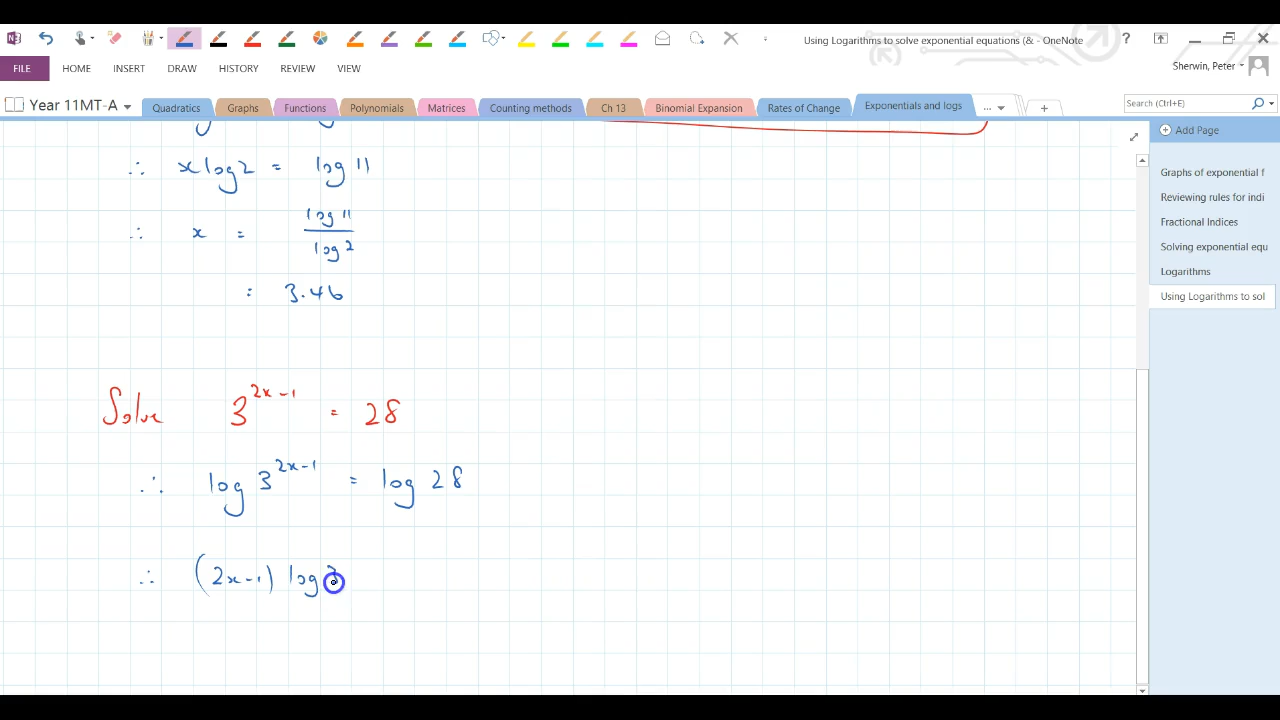 Using Logarithms to solve exponential equations (& - OneNote
Sherwin, Peter
FILE HOME INSERT DRAW HISTORY REVIEW VIEW
Year 11MT-A Quadratics Graphs Functions Polynomials Matrices Counting methods Ch 13 Binomial Expansion Rates of Change Exponentials and logs ... Search (Ctrl+E)
Add Page
Graphs of exponential f
Reviewing rules for indi
Fractional Indices
Solving exponential equ
Logarithms
Using Logarithms to sol
∴ x log 2 = log 11
∴ x = log 11 / log 2
= 3.46
Solve 3^(2x-1) = 28
∴ log 3^(2x-1) = log 28
∴ (2x-1) log 3